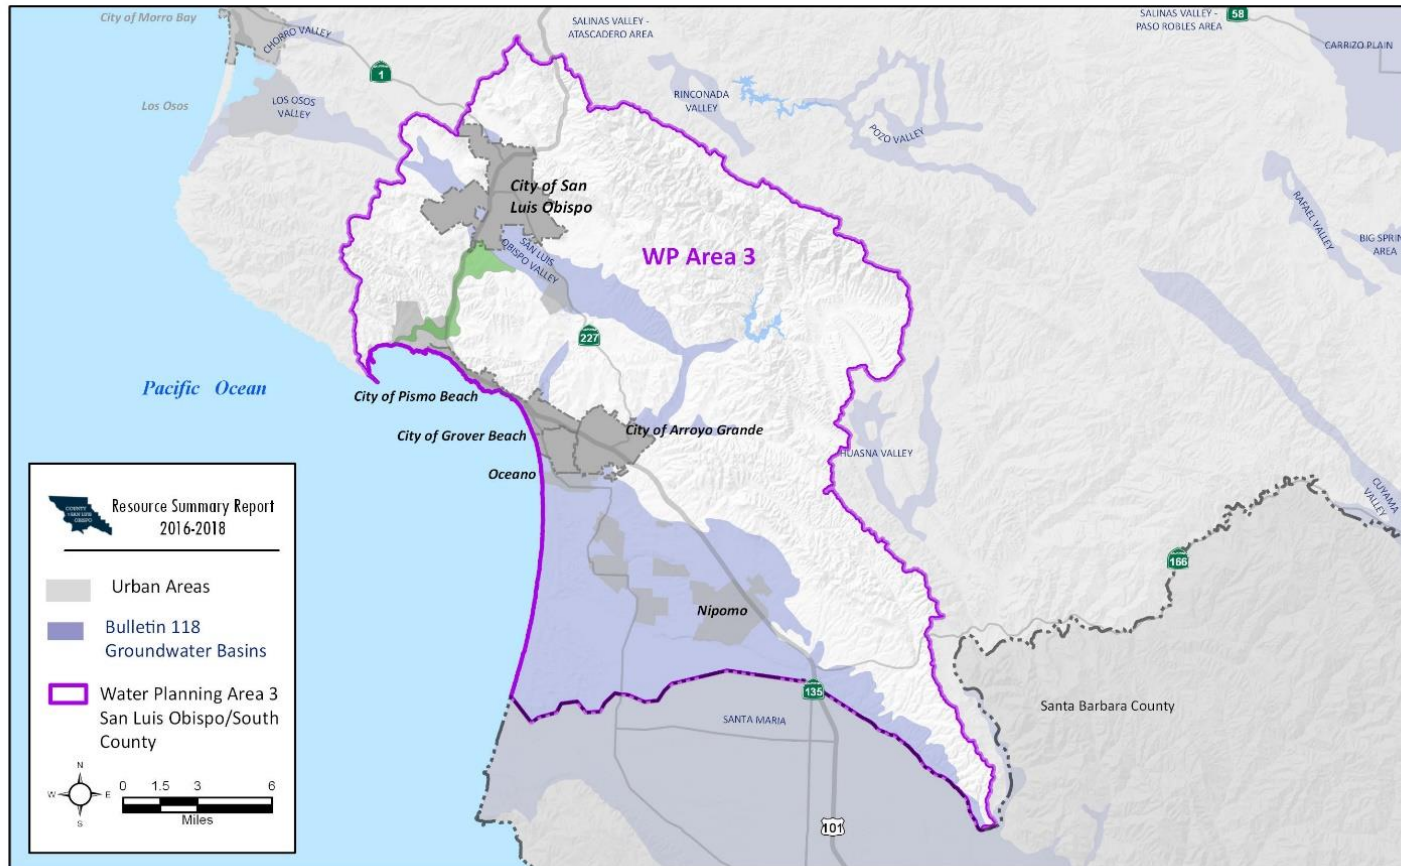 City of Morro Bay
CHORRO VALLEY
1
Los Osos
LOS OSOS
VALLEY
SALINAS VALLEY -
ATASCADERO AREA
SALINAS VALLEY -
PASO ROBLES AREA
58
CARRIZO PLAIN
RINCONADA
VALLEY
POZO VALLEY
RAFAEL VALLEY
BIG SPRIN
AREA
City of San
Luis Obispo
SAN LUIS
OBISPO VALLEY
WP Area 3
227
Pacific Ocean
City of Pismo Beach
City of Grover Beach
City of Arroyo Grande
Oceano
HUASNA VALLEY
CUYAMA
VALLEY
166
Nipomo
135
SANTA MARIA
Santa Barbara County
101
COUNTY
OF SAN LUIS
OBISPO
Resource Summary Report
2016-2018
Urban Areas
Bulletin 118
Groundwater Basins
Water Planning Area 3
San Luis Obispo/South
County
N
W E
S
0 1.5 3 6
Miles